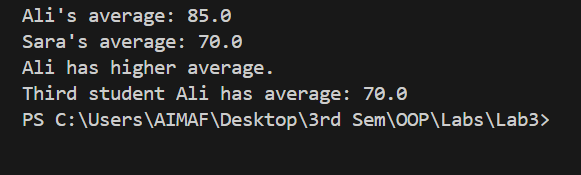 Ali's average: 85.0
Sara's average: 70.0
Ali has higher average.
Third student Ali has average: 70.0
PS C:\Users\AIMAF\Desktop\3rd Sem\OOP\Labs\Lab3>